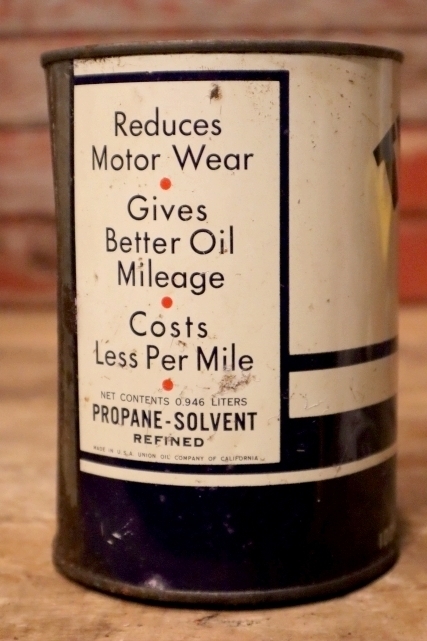 Reduces
Motor Wear
Gives
Better Oil
Mileage
Costs
Less Per Mile
NET CONTENTS 0.946 LITERS
PROPANE-SOLVENT
REFINED
MADE IN U.S.A. UNION OIL COMPANY OF CALIFORNIA